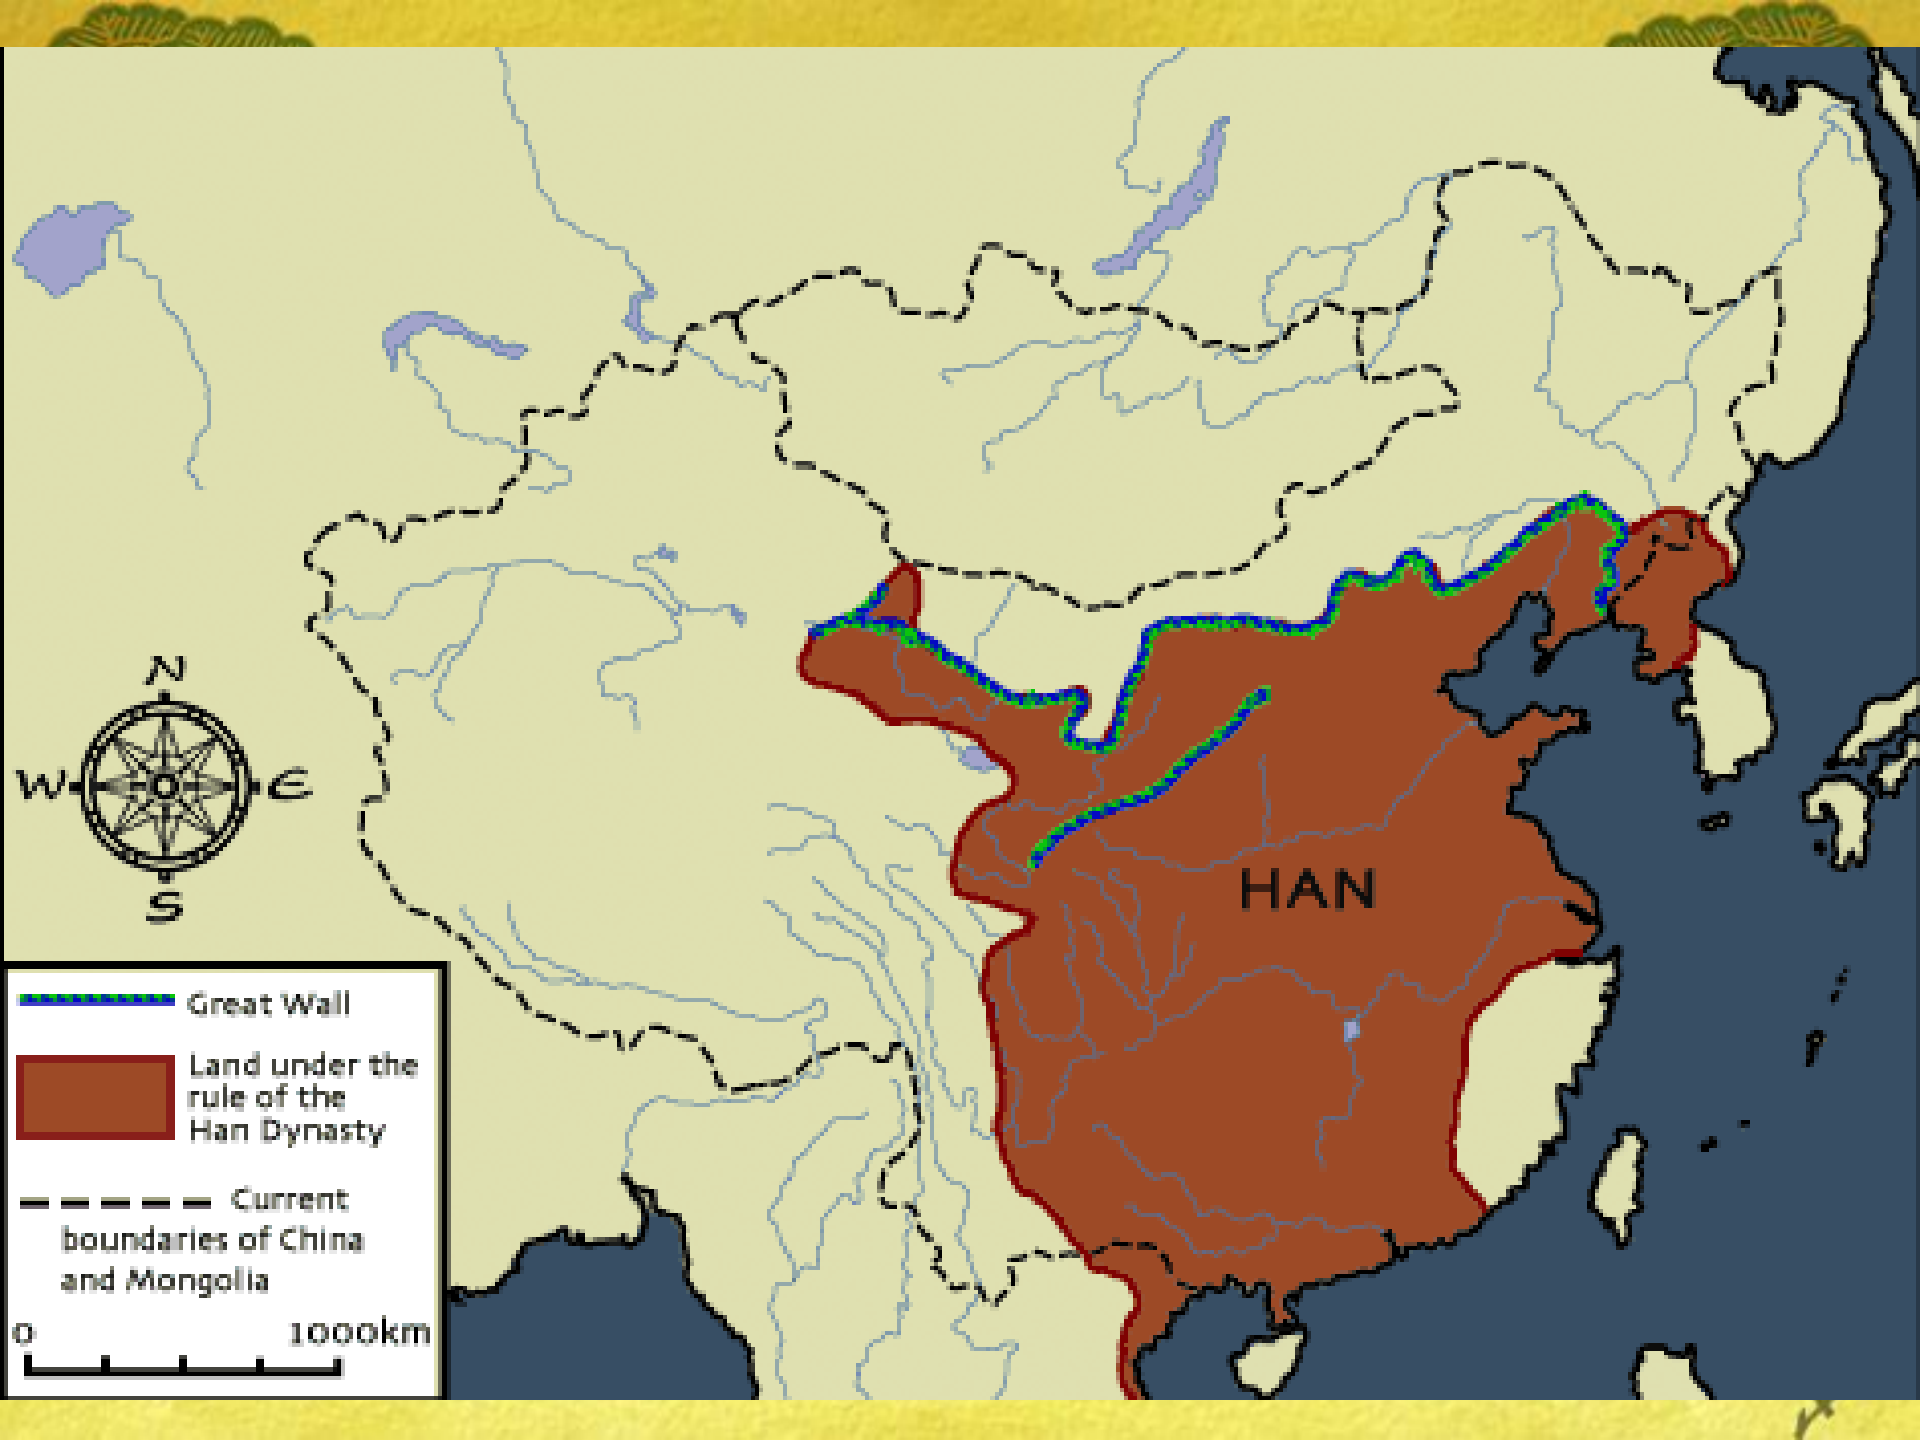 N
W E
S
HAN
Great Wall
Land under the
rule of the
Han Dynasty
Current
boundaries of China
and Mongolia
0 1000km